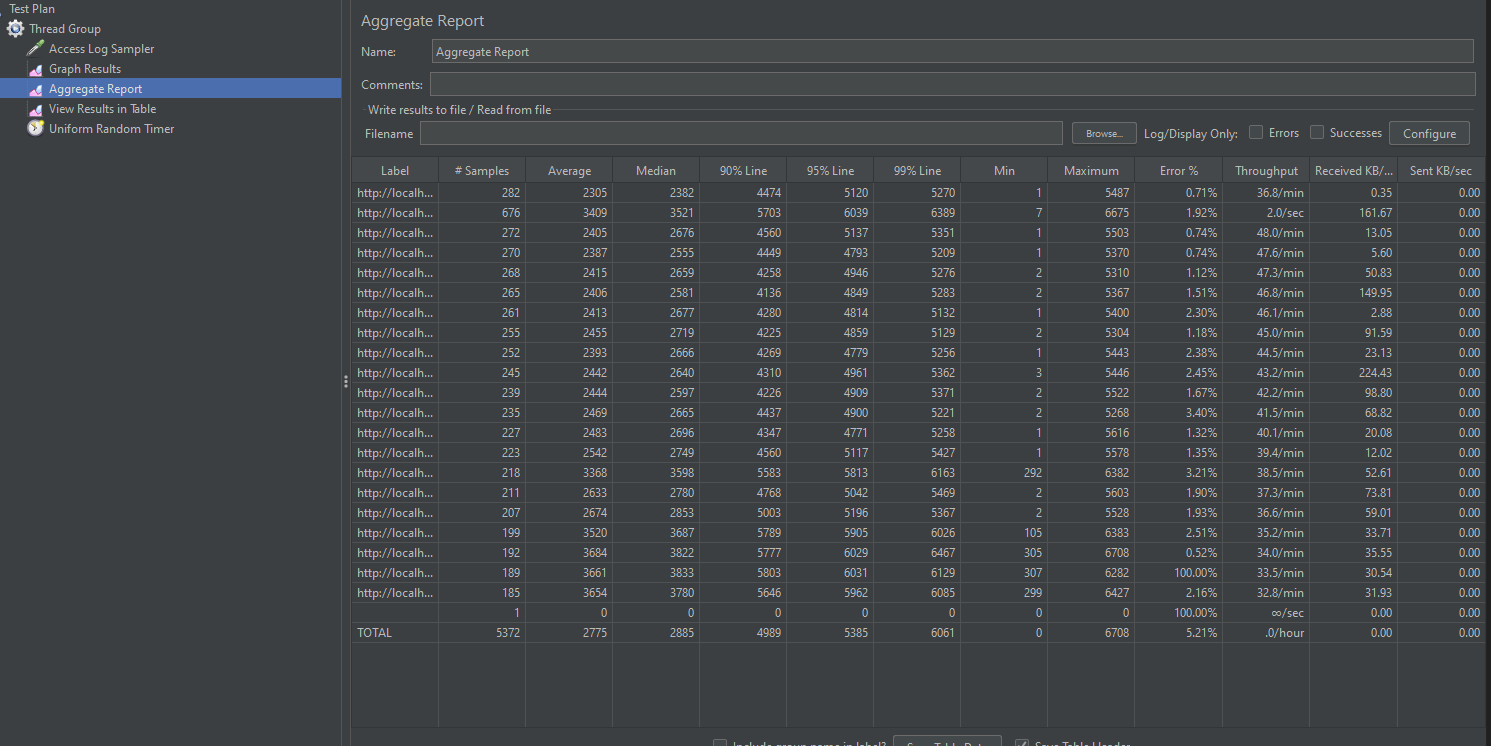 Test Plan
Thread Group
Access Log Sampler
Graph Results
Aggregate Report
View Results in Table
Uniform Random Timer
Aggregate Report
Name: Aggregate Report
Comments:
Write results to file / Read from file
Filename Browse... Log/Display Only: Errors Successes Configure
Label # Samples Average Median 90% Line 95% Line 99% Line Min Maximum Error % Throughput Received KB/... Sent KB/sec
http://localh... 282 2305 2382 4474 5120 5270 1 5487 0.71% 36.8/min 0.35 0.00
http://localh... 676 3409 3521 5703 6039 6389 7 6675 1.92% 2.0/sec 161.67 0.00
http://localh... 272 2405 2676 4560 5137 5351 1 5503 0.74% 48.0/min 13.05 0.00
http://localh... 270 2387 2555 4449 4793 5209 1 5370 0.74% 47.6/min 5.60 0.00
http://localh... 268 2415 2659 4258 4946 5276 2 5310 1.12% 47.3/min 50.83 0.00
http://localh... 265 2406 2581 4136 4849 5283 2 5367 1.51% 46.8/min 149.95 0.00
http://localh... 261 2413 2677 4280 4814 5132 1 5400 2.30% 46.1/min 2.88 0.00
http://localh... 255 2455 2719 4225 4859 5129 2 5304 1.18% 45.0/min 91.59 0.00
http://localh... 252 2393 2666 4269 4779 5256 1 5443 2.38% 44.5/min 23.13 0.00
http://localh... 245 2442 2640 4310 4961 5362 3 5446 2.45% 43.2/min 224.43 0.00
http://localh... 239 2444 2597 4226 4909 5371 2 5522 1.67% 42.2/min 98.80 0.00
http://localh... 235 2469 2665 4437 4900 5221 2 5268 3.40% 41.5/min 68.82 0.00
http://localh... 227 2483 2696 4347 4771 5258 1 5616 1.32% 40.1/min 20.08 0.00
http://localh... 223 2542 2749 4560 5117 5427 1 5578 1.35% 39.4/min 12.02 0.00
http://localh... 218 3368 3598 5583 5813 6163 292 6382 3.21% 38.5/min 52.61 0.00
http://localh... 211 2633 2780 4768 5042 5469 2 5603 1.90% 37.3/min 73.81 0.00
http://localh... 207 2674 2853 5003 5196 5367 2 5528 1.93% 36.6/min 59.01 0.00
http://localh... 199 3520 3687 5789 5905 6026 105 6383 2.51% 35.2/min 33.71 0.00
http://localh... 192 3684 3822 5777 6029 6467 305 6708 0.52% 34.0/min 35.55 0.00
http://localh... 189 3661 3833 5803 6031 6129 307 6282 100.00% 33.5/min 30.54 0.00
http://localh... 185 3654 3780 5646 5962 6085 299 6427 2.16% 32.8/min 31.93 0.00
1 0 0 0 0 0 0 0 100.00% ∞/sec 0.00 0.00
TOTAL 5372 2775 2885 4989 5385 6061 0 6708 5.21% .0/hour 0.00 0.00
Include group name in label? Save Table Data Save Table Header